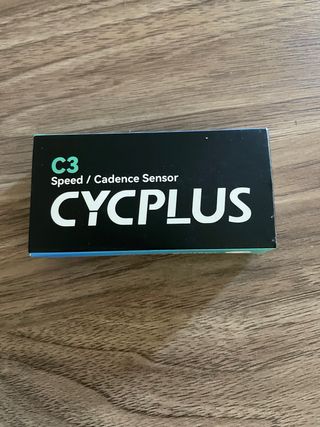 C3
Speed / Cadence Sensor
CYCPLUS